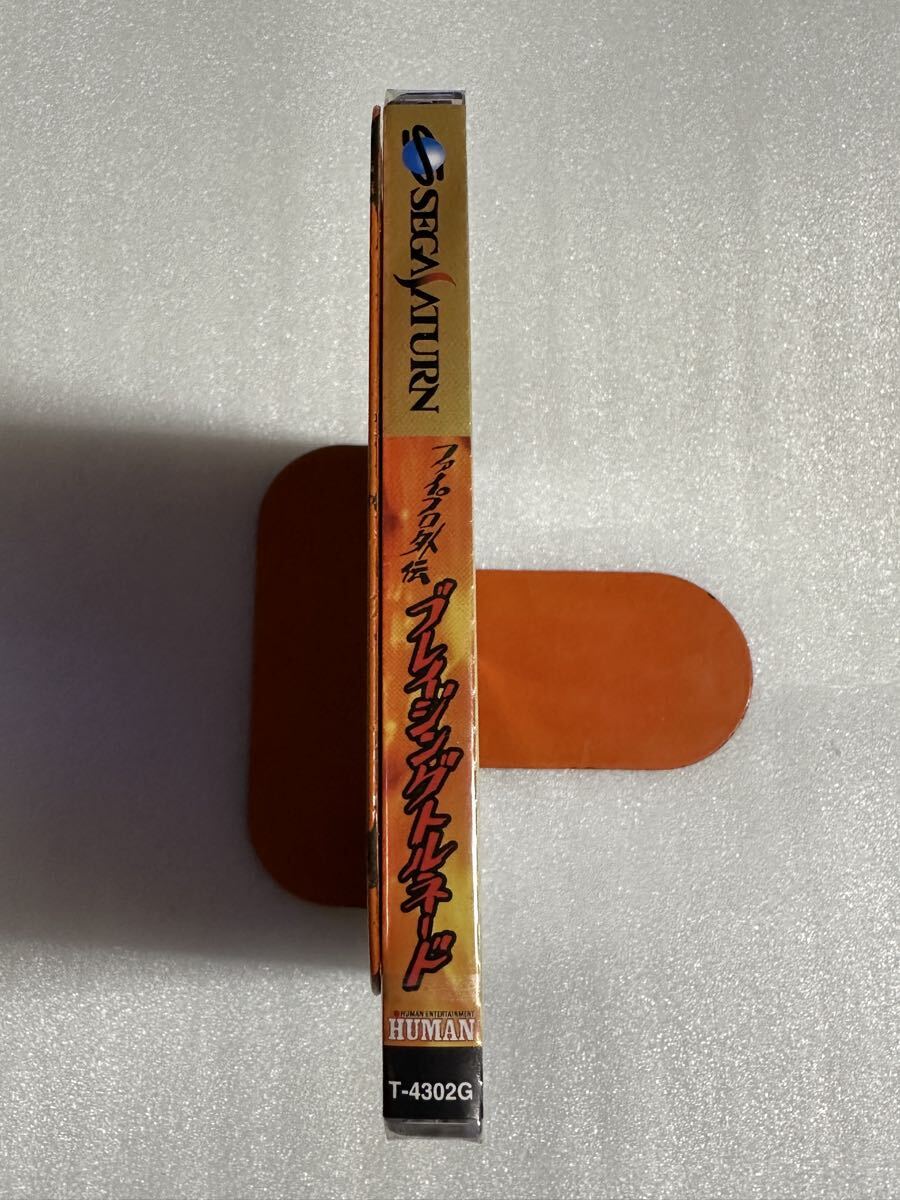 SEGA SATURN
ファイプロ外伝
ブレイジングトルネード
HUMAN ENTERTAINMENT
HUMAN
T-4302G